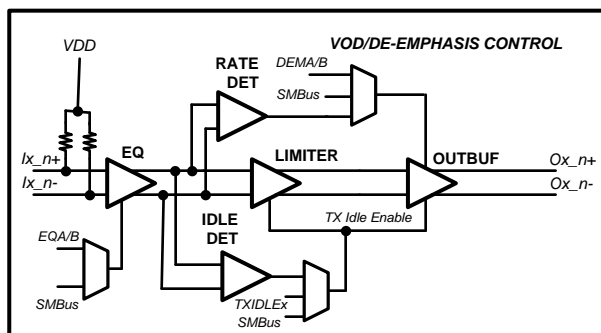 VOD/DE-EMPHASIS CONTROL
VDD
RATE
DET
DEMA/B
SMBus
Ix_n+
Ix_n-
EQ
LIMITER
OUTBUF
Ox_n+
Ox_n-
TX Idle Enable
IDLE
DET
EQA/B
SMBus
TXIDLEx
SMBus